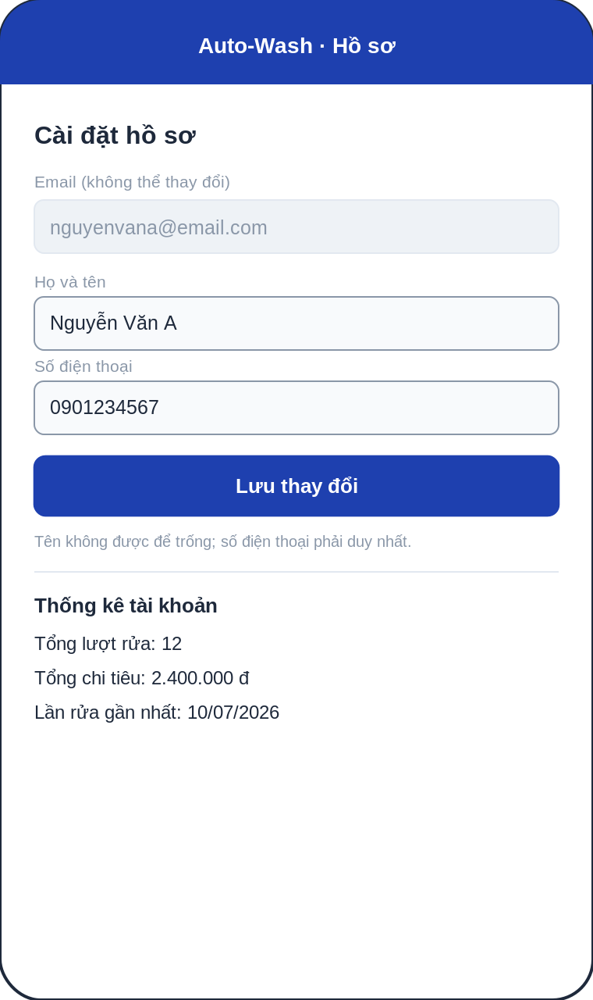 Auto-Wash · Hồ sơ
Cài đặt hồ sơ
Email (không thể thay đổi)
nguyenvana@email.com
Họ và tên
Nguyễn Văn A
Số điện thoại
0901234567
Lưu thay đổi
Tên không được để trống; số điện thoại phải duy nhất.
Thống kê tài khoản
Tổng lượt rửa: 12
Tổng chi tiêu: 2.400.000 đ
Lần rửa gần nhất: 10/07/2026